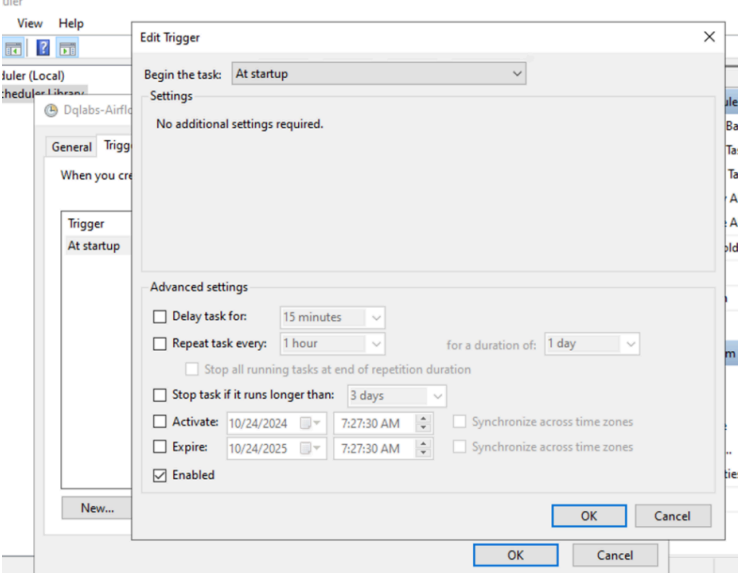 View Help
Edit Trigger
duler (Local)
Begin the task: At startup
cheduler Library
Settings
Dqlabs-Airflo
No additional settings required.
General Trigg
When you cre
Trigger
At startup
Advanced settings
Delay task for: 15 minutes
Repeat task every: 1 hour for a duration of: 1 day
Stop all running tasks at end of repetition duration
Stop task if it runs longer than: 3 days
Activate: 10/24/2024 7:27:30 AM Synchronize across time zones
Expire: 10/24/2025 7:27:30 AM Synchronize across time zones
Enabled
New...
OK Cancel
OK Cancel